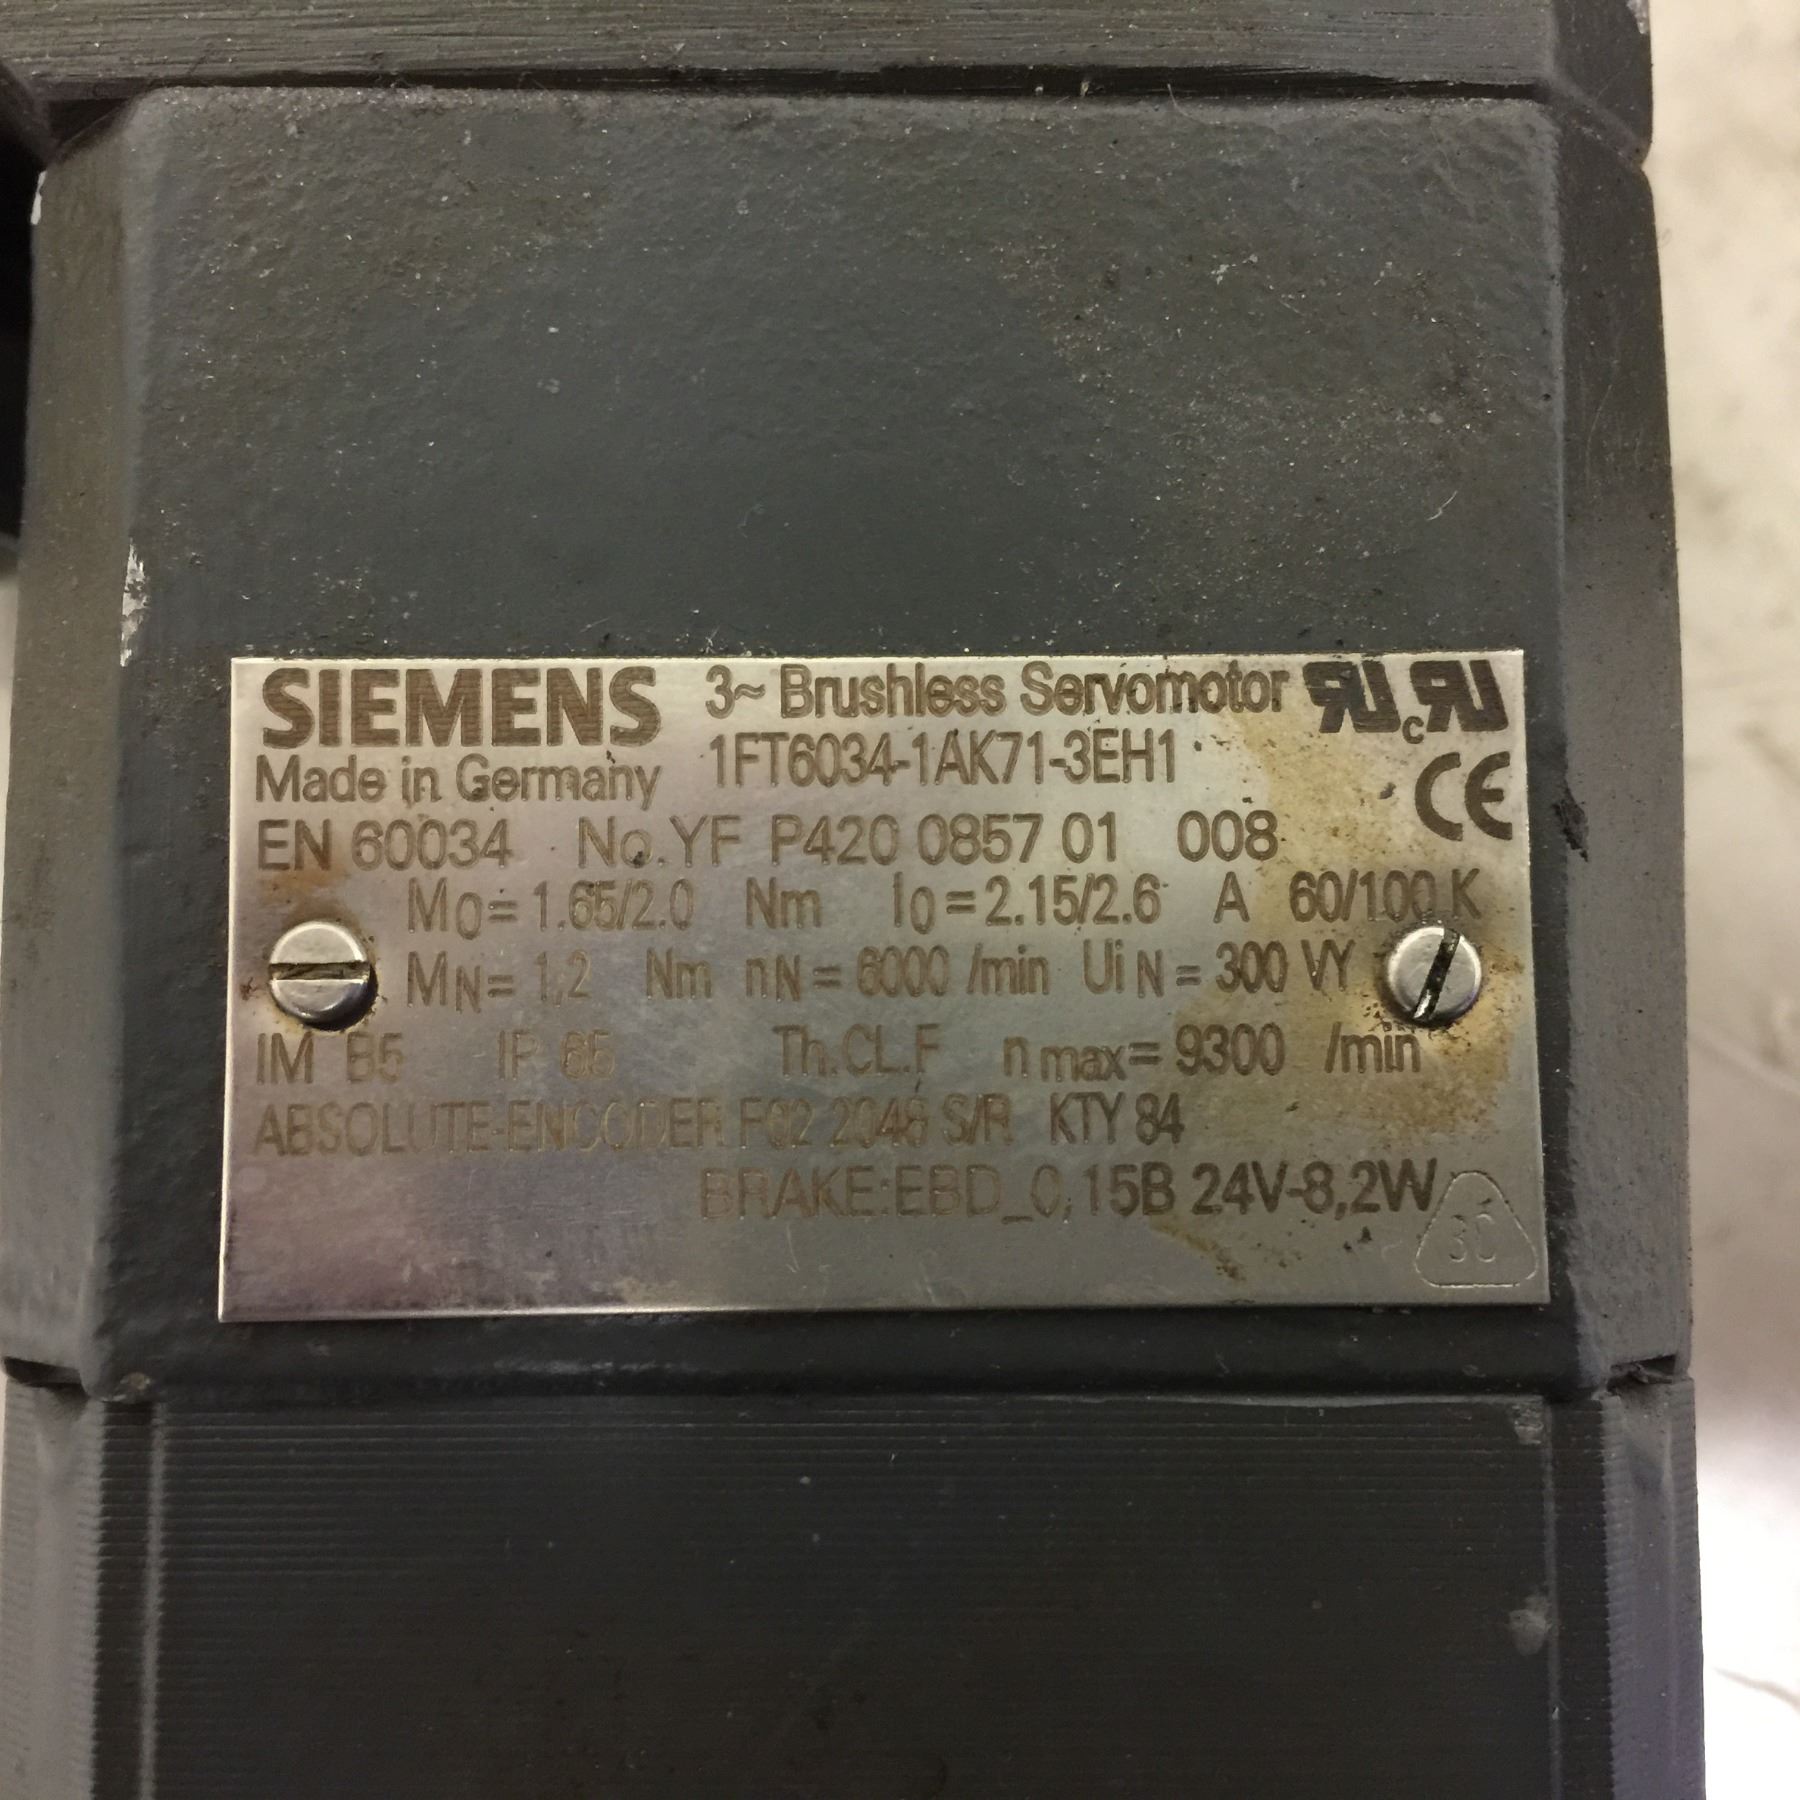 SIEMENS 3~ Brushless Servomotor RU cRU
Made in Germany 1FT6034-1AK71-3EH1 CE
EN 60034 No.YF P420 0857 01 008
M0= 1.65/2.0 Nm I0=2.15/2.6 A 60/100 K
MN= 1,2 Nm nN= 6000 /min UiN= 300 VY
IM B5 IP 65 Th.CL.F nmax= 9300 /min
ABSOLUTE-ENCODER F02 2048 S/R KTY 84
BRAKE:EBD_0,15B 24V-8,2W